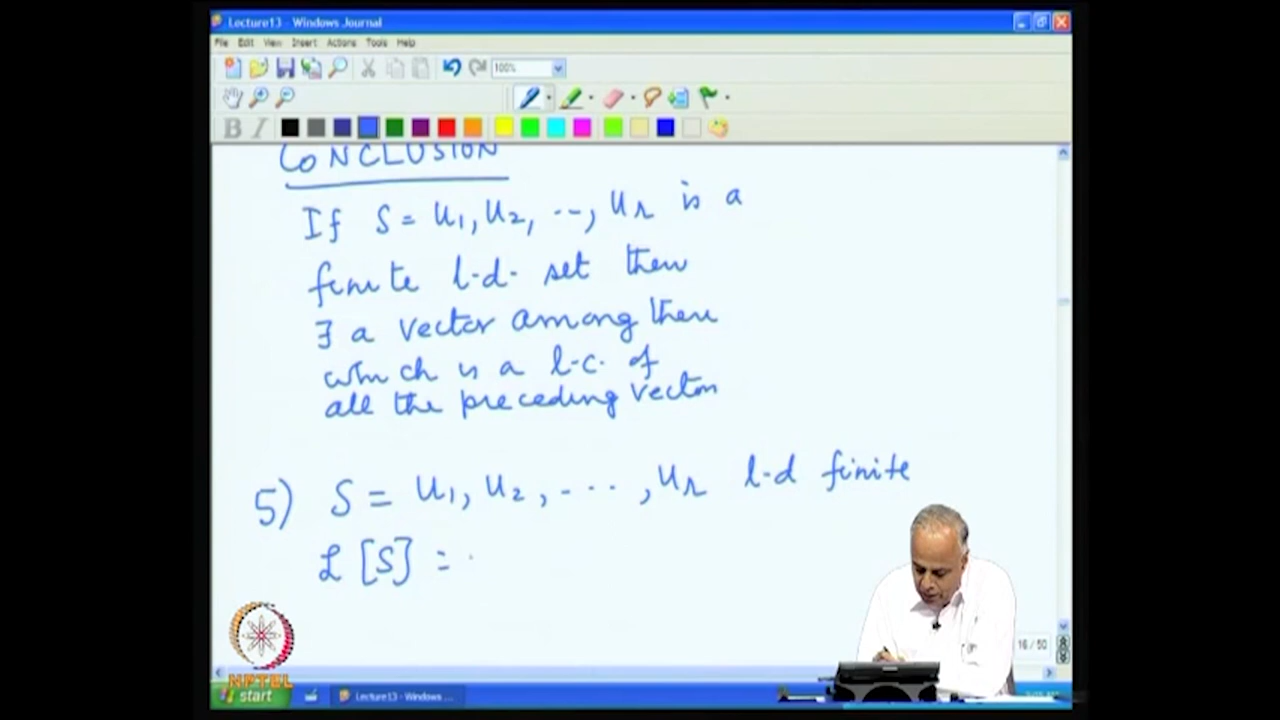 Lecture13 - Windows Journal
File Edit View Insert Actions Tools Help
100%
B I
CONCLUSION
If S = u₁, u₂, ---, uᵣ is a
finite l.d. set then
∃ a vector among them
which is a l.c. of
all the preceding vectors
5) S = u₁, u₂, - ---, uᵣ l.d finite
ℒ [S] =
16 / 50
NPTEL
start Lecture13 - Windows ...